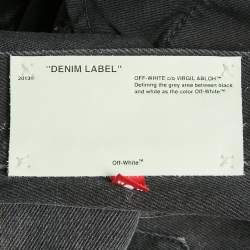 "DENIM LABEL"
2013®
OFF-WHITE c/o VIRGIL ABLOH™
Defining the grey area between black
and white as the color Off-White™
Off-White™